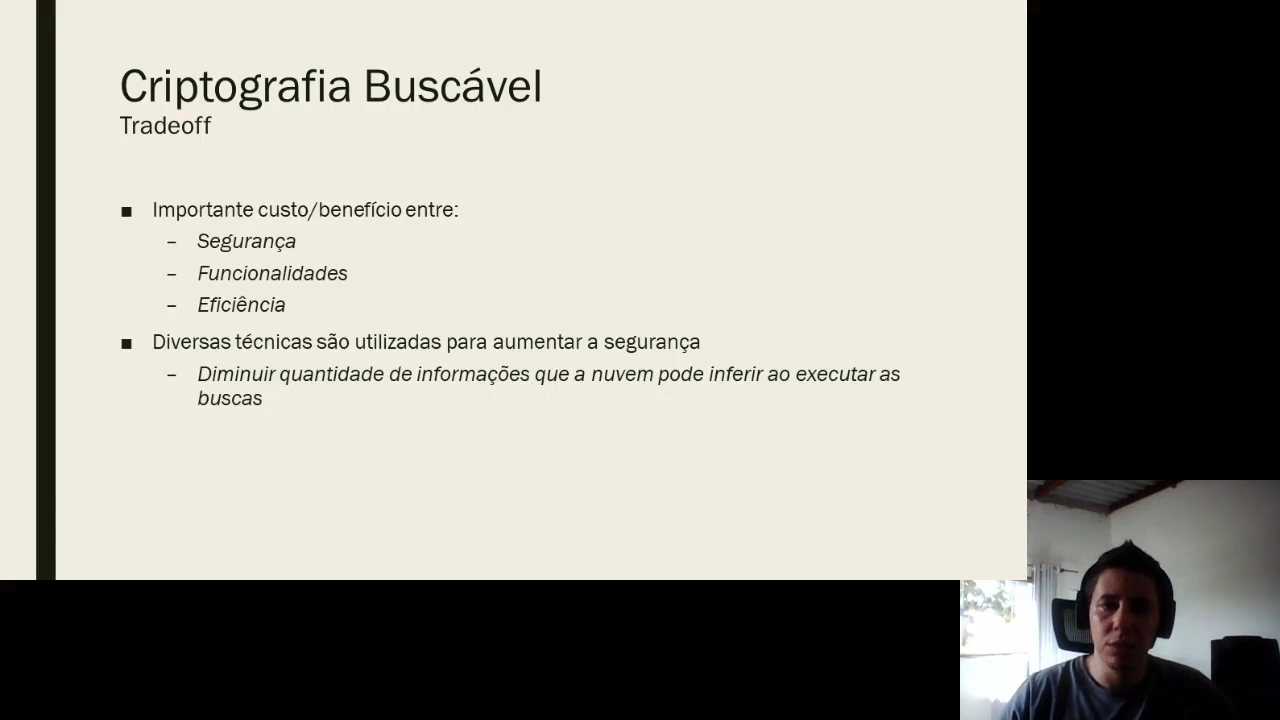 Criptografia Buscável
Tradeoff
■ Importante custo/benefício entre:
– Segurança
– Funcionalidades
– Eficiência
■ Diversas técnicas são utilizadas para aumentar a segurança
– Diminuir quantidade de informações que a nuvem pode inferir ao executar as
buscas